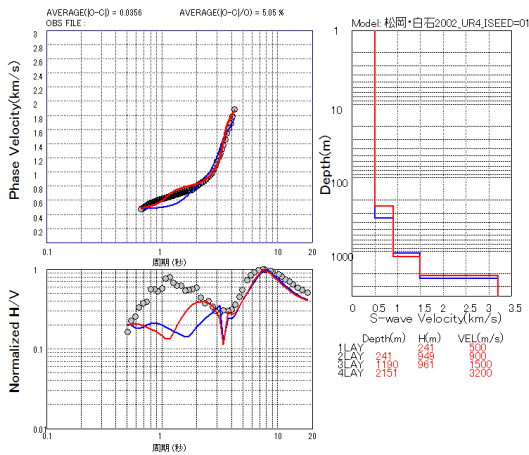 AVERAGE(|O-C|) = 0.0356 AVERAGE(|O-C|/O) = 5.05 %
OBS FILE :
Phase Velocity(km/s)
3
2.8
2.6
2.4
2.2
2
1.8
1.6
1.4
1.2
1
0.8
0.6
0.4
0.2
0.1 1 10 20
周期(秒)
Normalized H/V
1
0.1
0.01
0.1 1 10 20
周期(秒)
Model: 松岡・白石2002_UR4_ISEED=01
Depth(m)
1
10
100
1000
0 0.5 1 1.5 2 2.5 3 3.5
S-wave Velocity(km/s)
Depth(m) H(m) VEL(m/s)
1LAY 241 500
2LAY 241 949 900
3LAY 1190 961 1500
4LAY 2151 3200